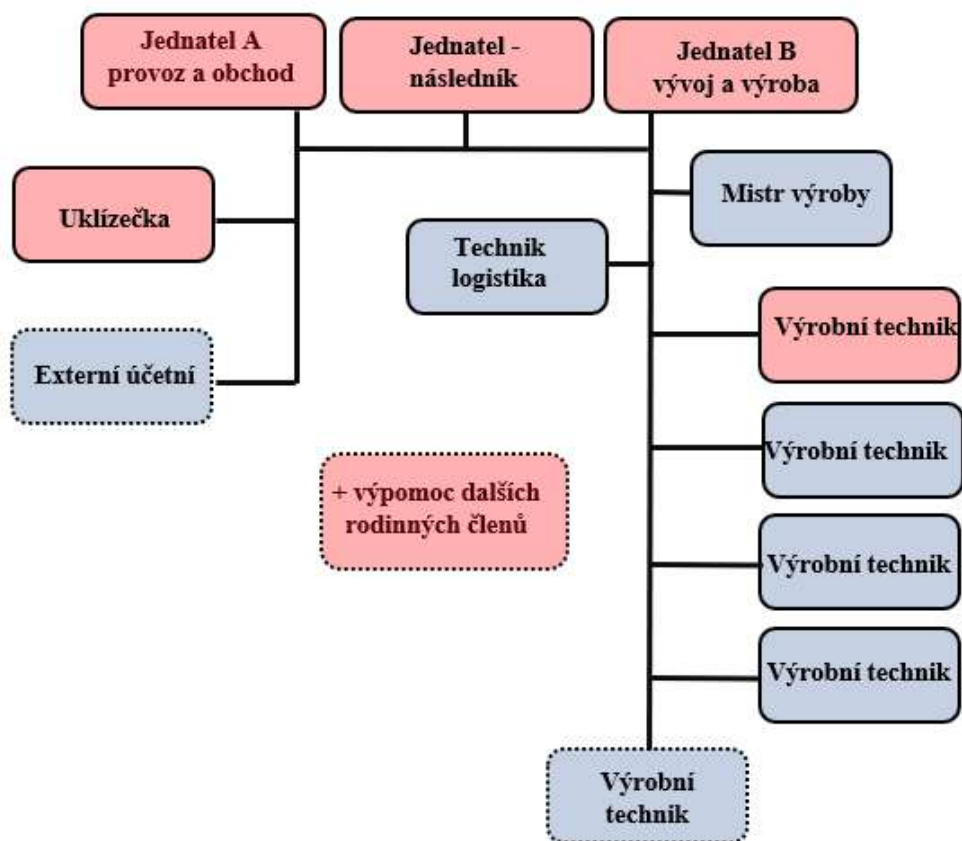 Jednatel A
provoz a obchod
Jednatel -
následník
Jednatel B
vývoj a výroba
Uklízečka
Mistr výroby
Technik
logistika
Výrobní technik
Externí účetní
Výrobní technik
+ výpomoc dalších
rodinných členů
Výrobní technik
Výrobní technik
Výrobní
technik